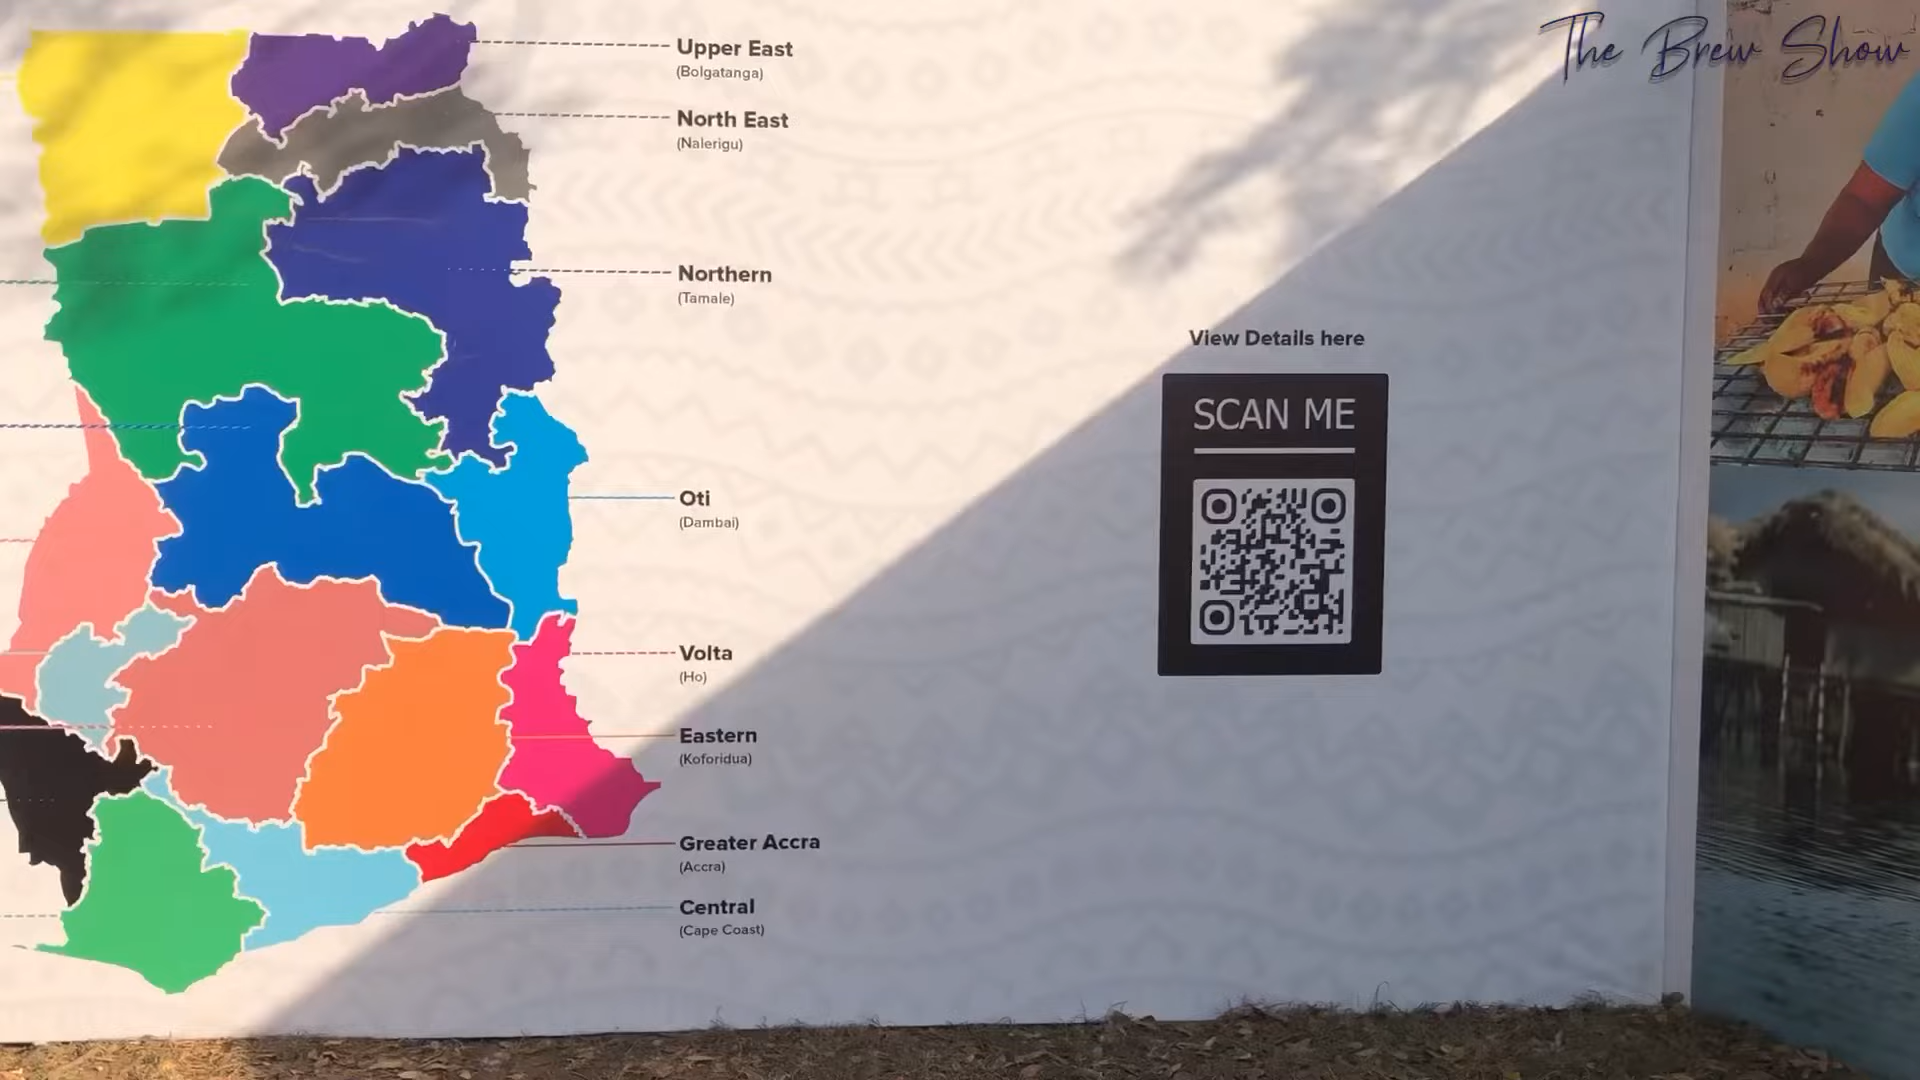 The Brew Show
Upper East
(Bolgatanga)
North East
(Nalerigu)
Northern
(Tamale)
View Details here
SCAN ME
Oti
(Dambai)
Volta
(Ho)
Eastern
(Koforidua)
Greater Accra
(Accra)
Central
(Cape Coast)